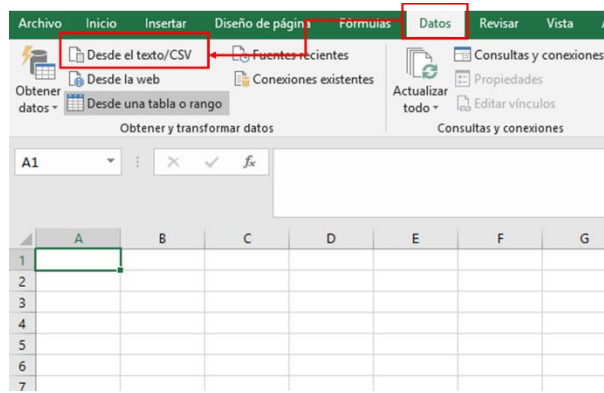 Archivo Inicio Insertar Diseño de página Fórmulas Datos Revisar Vista
Obtener datos
Desde el texto/CSV
Desde la web
Desde una tabla o rango
Fuentes recientes
Conexiones existentes
Obtener y transformar datos
Actualizar todo
Consultas y conexiones
Propiedades
Editar vínculos
Consultas y conexiones
A1 fx
A B C D E F G
1
2
3
4
5
6
7